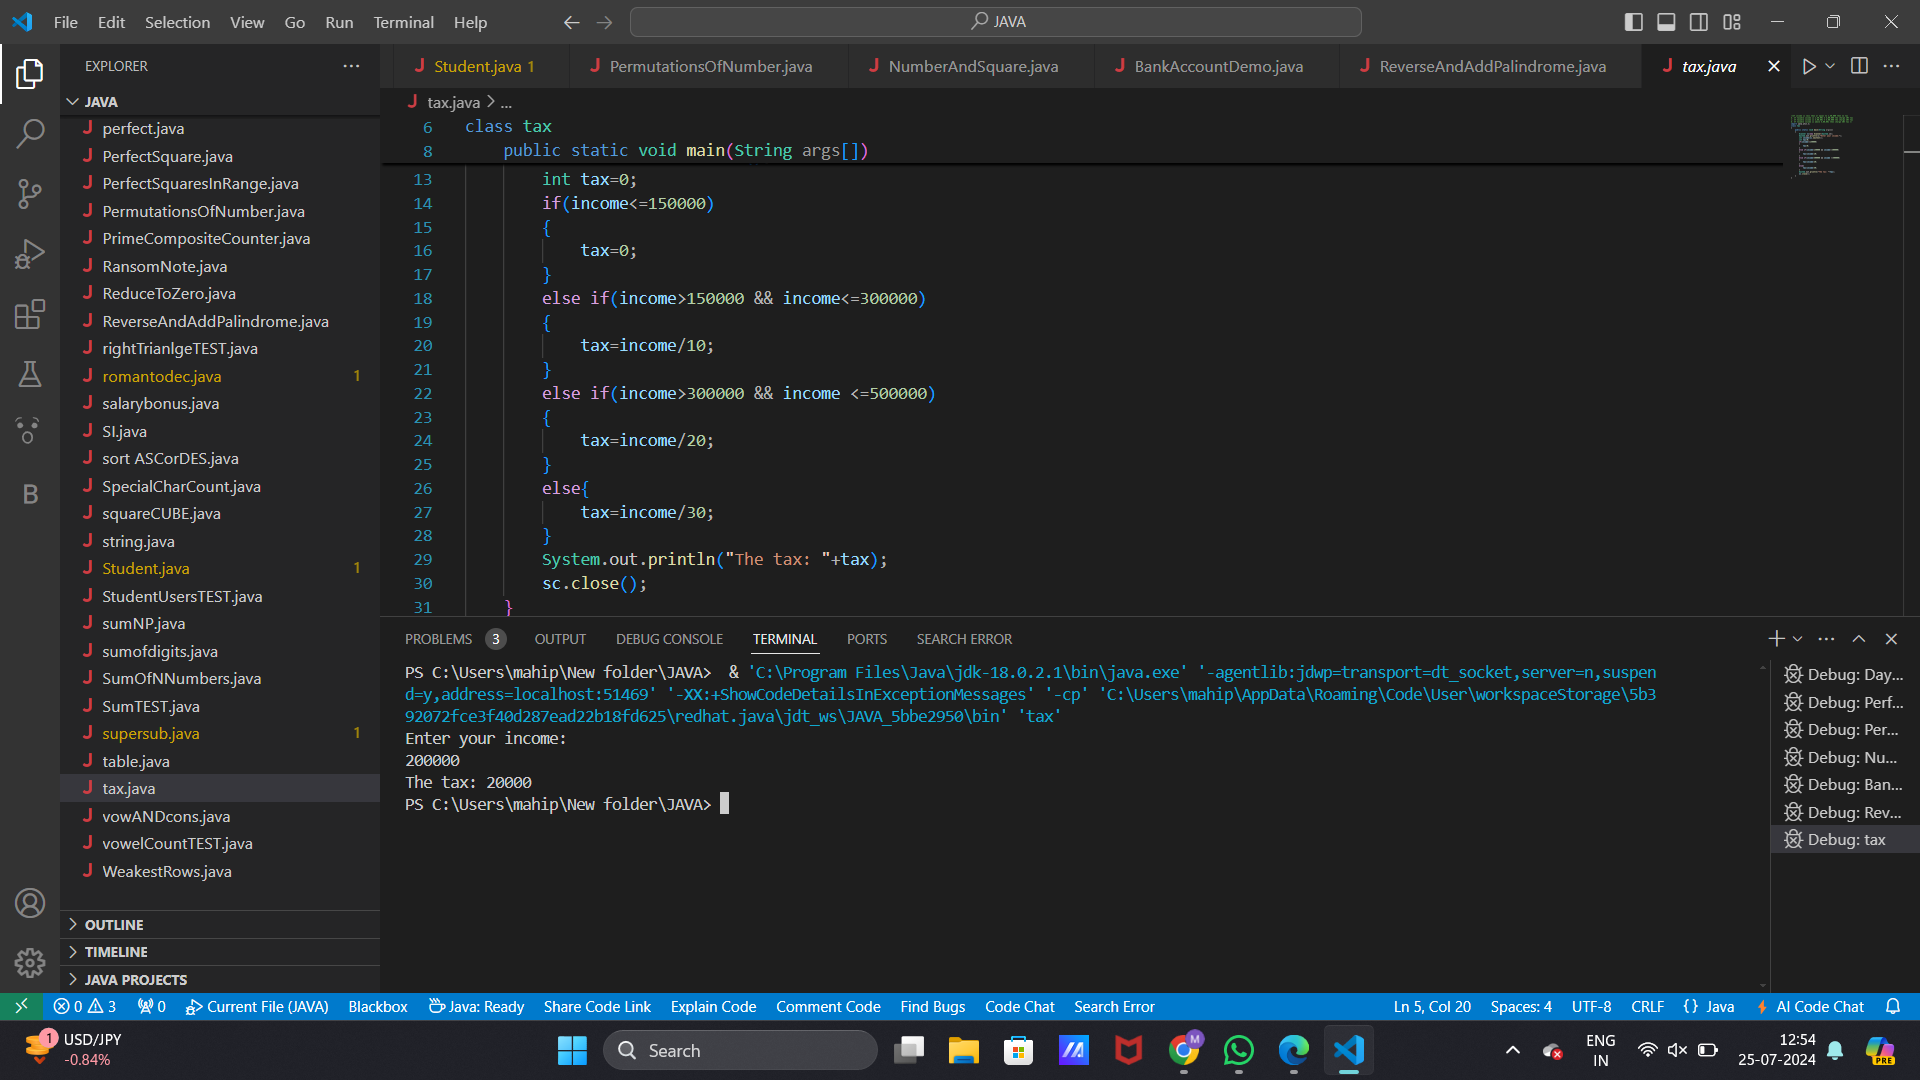 File Edit Selection View Go Run Terminal Help
JAVA
EXPLORER
JAVA
perfect.java
PerfectSquare.java
PerfectSquaresInRange.java
PermutationsOfNumber.java
PrimeCompositeCounter.java
RansomNote.java
ReduceToZero.java
ReverseAndAddPalindrome.java
rightTrianlgeTEST.java
romantodec.java 1
salarybonus.java
SI.java
sort ASCorDES.java
SpecialCharCount.java
squareCUBE.java
string.java
Student.java 1
StudentUsersTEST.java
sumNP.java
sumofdigits.java
SumOfNNumbers.java
SumTEST.java
supersub.java 1
table.java
tax.java
vowANDcons.java
vowelCountTEST.java
WeakestRows.java
OUTLINE
TIMELINE
JAVA PROJECTS
Student.java 1 PermutationsOfNumber.java NumberAndSquare.java BankAccountDemo.java ReverseAndAddPalindrome.java tax.java
tax.java > ...
6 class tax
8 public static void main(String args[])
13 int tax=0;
14 if(income<=150000)
15 {
16 tax=0;
17 }
18 else if(income>150000 && income<=300000)
19 {
20 tax=income/10;
21 }
22 else if(income>300000 && income <=500000)
23 {
24 tax=income/20;
25 }
26 else{
27 tax=income/30;
28 }
29 System.out.println("The tax: "+tax);
30 sc.close();
31 }
PROBLEMS 3 OUTPUT DEBUG CONSOLE TERMINAL PORTS SEARCH ERROR
PS C:\Users\mahip\New folder\JAVA>  & 'C:\Program Files\Java\jdk-18.0.2.1\bin\java.exe' '-agentlib:jdwp=transport=dt_socket,server=n,suspen
d=y,address=localhost:51469' '-XX:+ShowCodeDetailsInExceptionMessages' '-cp' 'C:\Users\mahip\AppData\Roaming\Code\User\workspaceStorage\5b3
92072fce3f40d287ead22b18fd625\redhat.java\jdt_ws\JAVA_5bbe2950\bin' 'tax'
Enter your income:
200000
The tax: 20000
PS C:\Users\mahip\New folder\JAVA>
Debug: Day...
Debug: Perf...
Debug: Per...
Debug: Nu...
Debug: Ban...
Debug: Rev...
Debug: tax
B
0 3 0 Current File (JAVA) Blackbox Java: Ready Share Code Link Explain Code Comment Code Find Bugs Code Chat Search Error Ln 5, Col 20 Spaces: 4 UTF-8 CRLF {} Java AI Code Chat
1 USD/JPY
-0.84%
Search
M
ENG
IN
12:54
25-07-2024
PRE